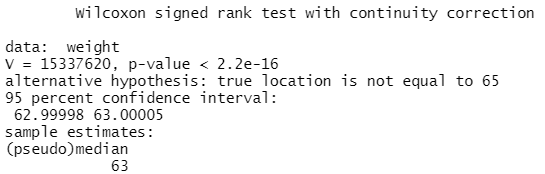 Wilcoxon signed rank test with continuity correction
data:  weight
V = 15337620, p-value < 2.2e-16
alternative hypothesis: true location is not equal to 65
95 percent confidence interval:
62.99998 63.00005
sample estimates:
(pseudo)median
63